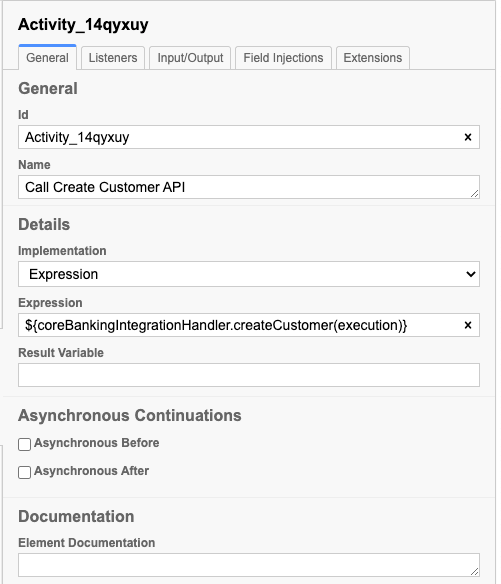 Activity_14qyxuy
General Listeners Input/Output Field Injections Extensions
General
Id
Activity_14qyxuy
Name
Call Create Customer API
Details
Implementation
Expression
Expression
${coreBankingIntegrationHandler.createCustomer(execution)}
Result Variable
Asynchronous Continuations
Asynchronous Before
Asynchronous After
Documentation
Element Documentation